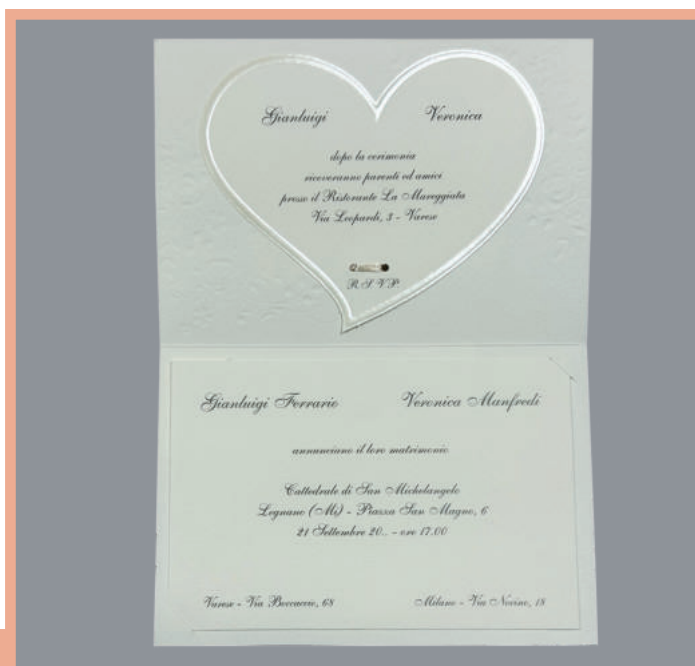 Gianluigi Veronica
dopo la cerimonia
riceveranno parenti ed amici
presso il Ristorante La Mareggiata
Via Leopardi, 3 - Varese
R.S.V.P.
Gianluigi Ferrario Veronica Manfredi
annunciano il loro matrimonio
Cattedrale di San Michelangelo
Legnano (Mi) - Piazza San Magno, 6
21 Settembre 20.. - ore 17.00
Varese - Via Boccaccio, 68 Milano - Via Novino, 18